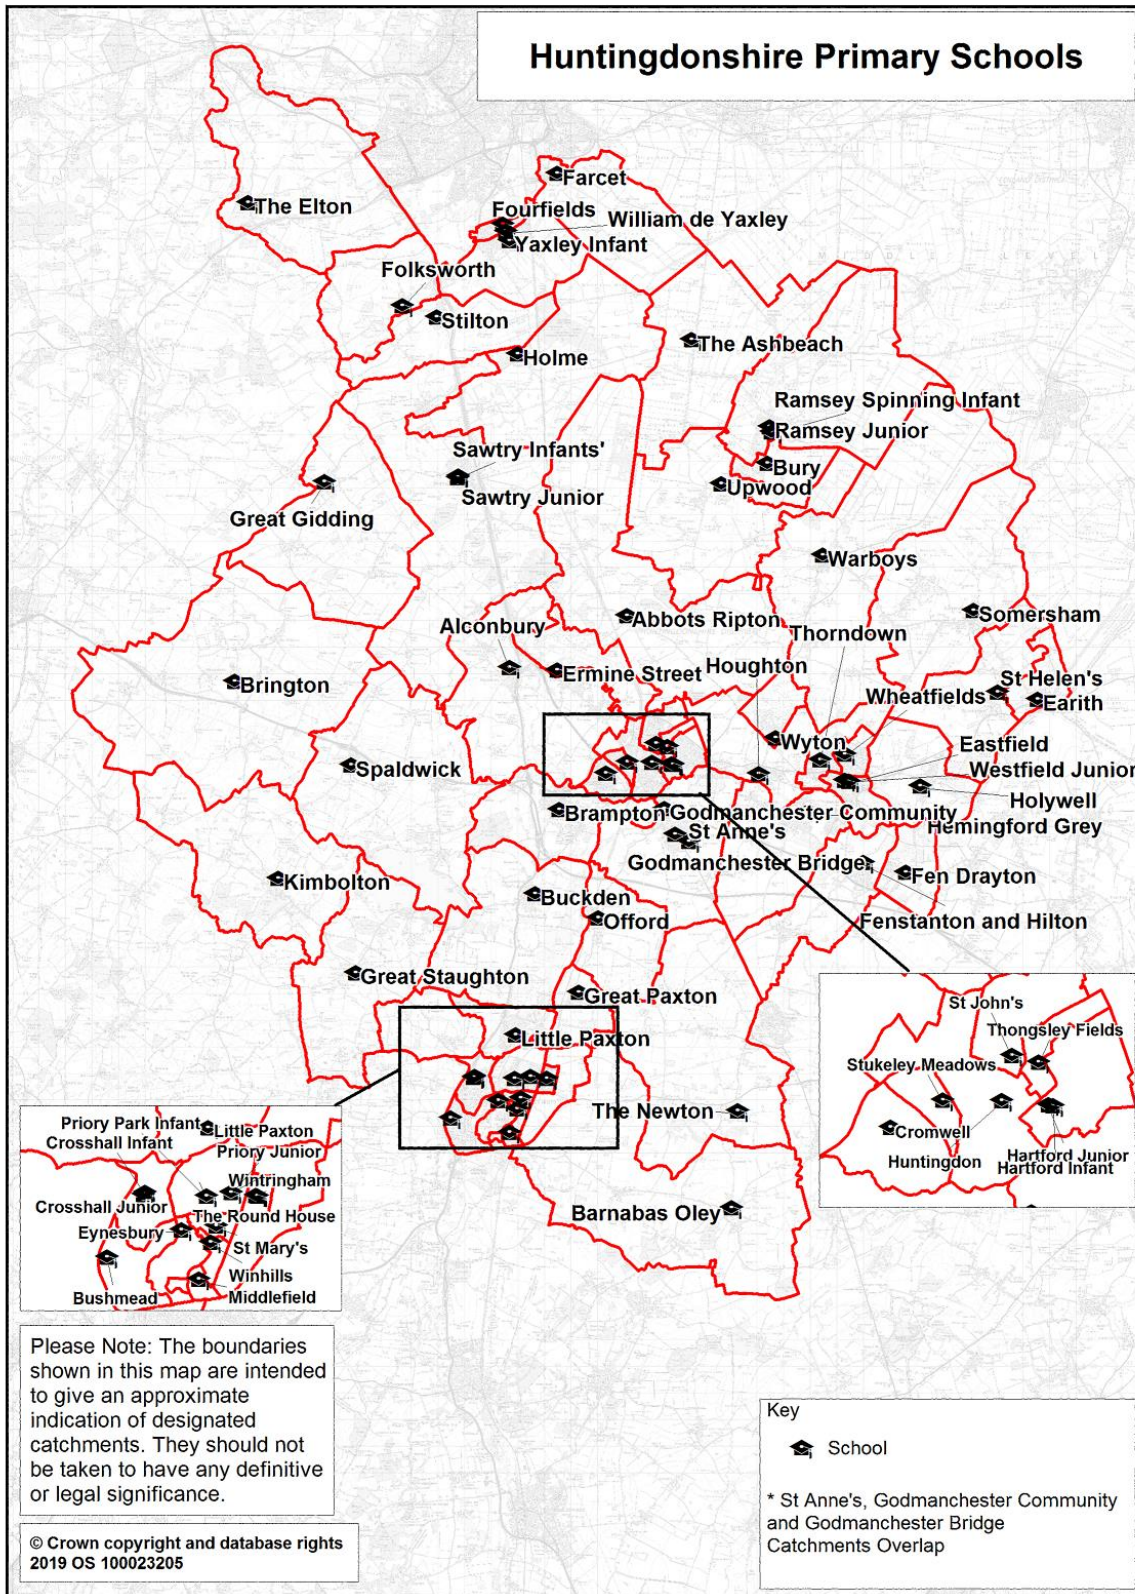 Huntingdonshire Primary Schools
Farcet
The Elton
Fourfields
William de Yaxley
Yaxley Infant
Folksworth
Stilton
Holme
The Ashbeach
Ramsey Spinning Infant
Ramsey Junior
Sawtry Infants'
Bury
Upwood
Sawtry Junior
Great Gidding
Warboys
Somersham
Abbots Ripton
Alconbury
Thorndown
Houghton
Ermine Street
St Helen's
Brington
Wheatfields
Earith
Wyton
Eastfield
Spaldwick
Westfield Junior
Holywell
Brampton
Godmanchester Community
Hemingford Grey
St Anne's
Godmanchester Bridge
Fen Drayton
Kimbolton
Buckden
Offord
Fenstanton and Hilton
Great Staughton
Great Paxton
Little Paxton
The Newton
Barnabas Oley
St John's
Thongsley Fields
Stukeley Meadows
Cromwell
Huntingdon
Hartford Junior
Hartford Infant
Priory Park Infant
Little Paxton
Crosshall Infant
Priory Junior
Wintringham
Crosshall Junior
The Round House
Eynesbury
St Mary's
Winhills
Bushmead
Middlefield
Please Note: The boundaries
shown in this map are intended
to give an approximate
indication of designated
catchments. They should not
be taken to have any definitive
or legal significance.
© Crown copyright and database rights
2019 OS 100023205
Key
School
* St Anne's, Godmanchester Community
and Godmanchester Bridge
Catchments Overlap